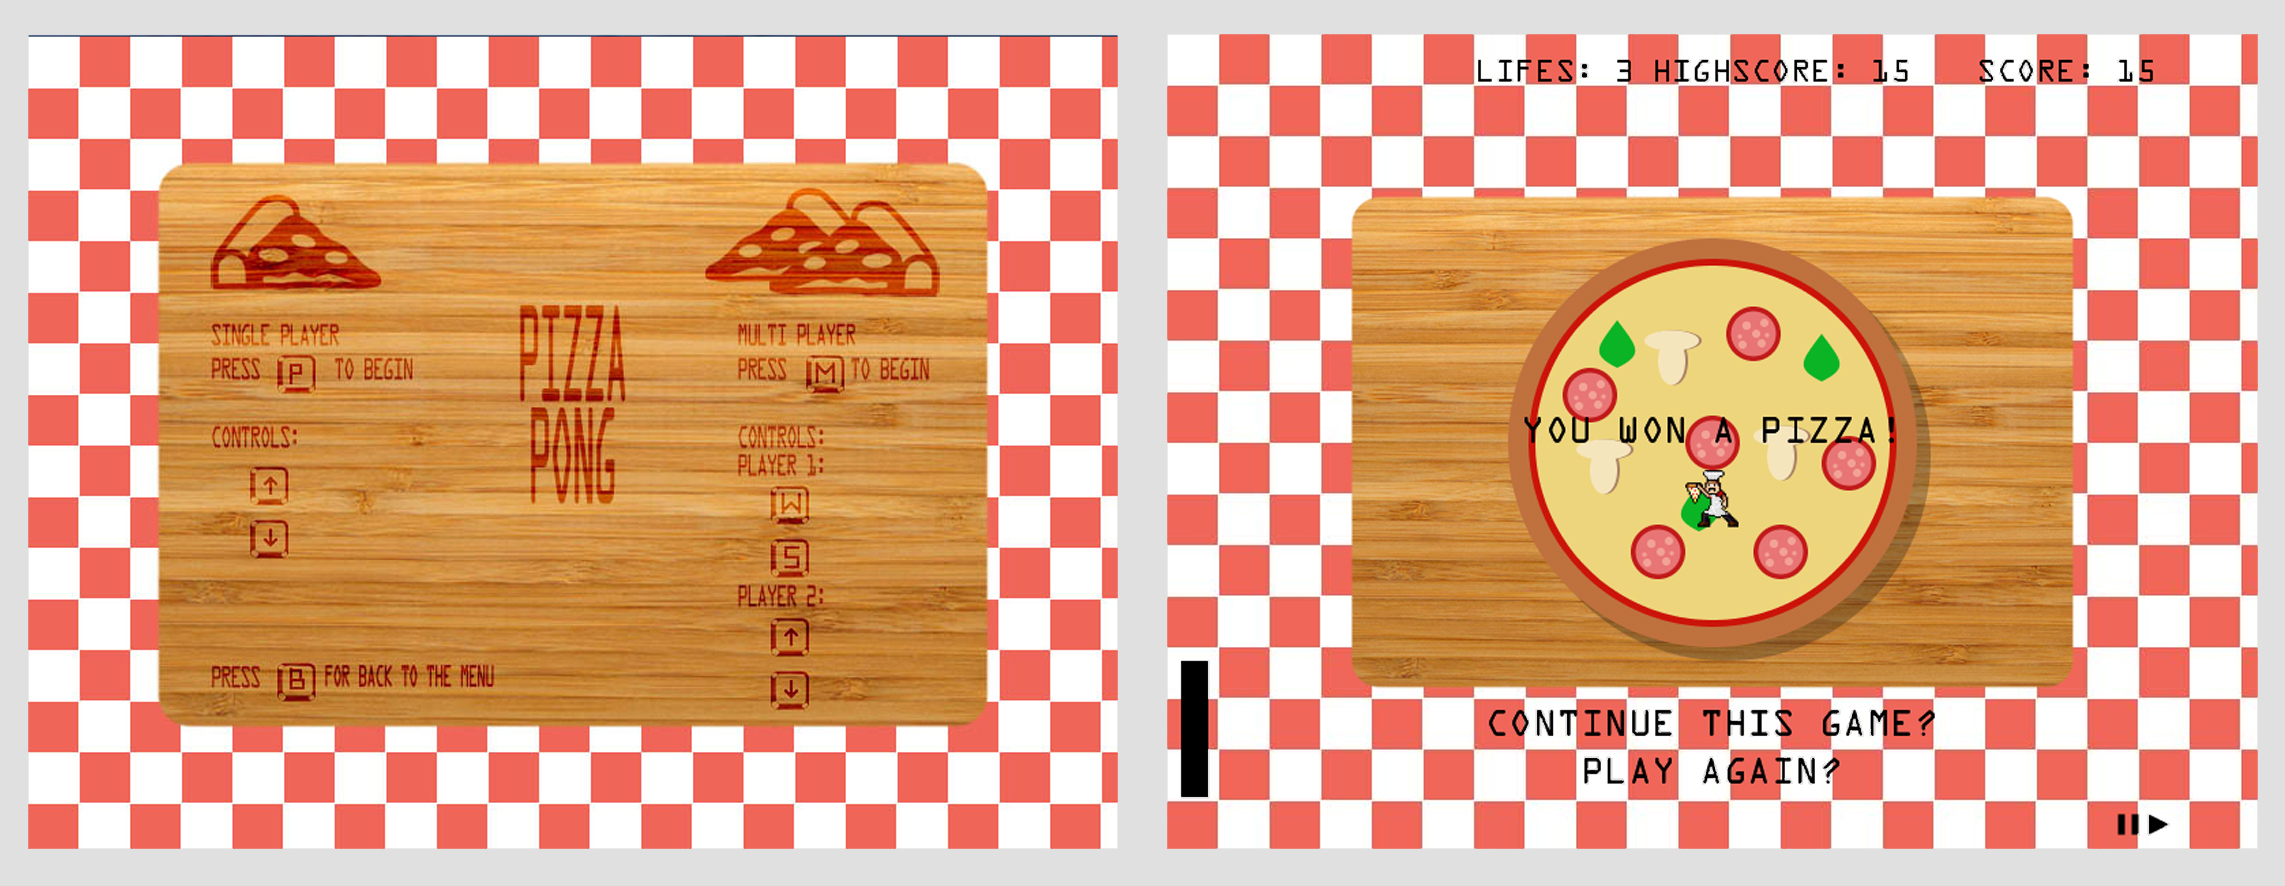 SINGLE PLAYER
PRESS P TO BEGIN
CONTROLS:
↑
↓
PRESS B FOR BACK TO THE MENU
PIZZA
PONG
MULTI PLAYER
PRESS M TO BEGIN
CONTROLS:
PLAYER 1:
W
S
PLAYER 2:
↑
↓
LIFES: 3 HIGHSCORE: 15 SCORE: 15
YOU WON A PIZZA!
CONTINUE THIS GAME?
PLAY AGAIN?